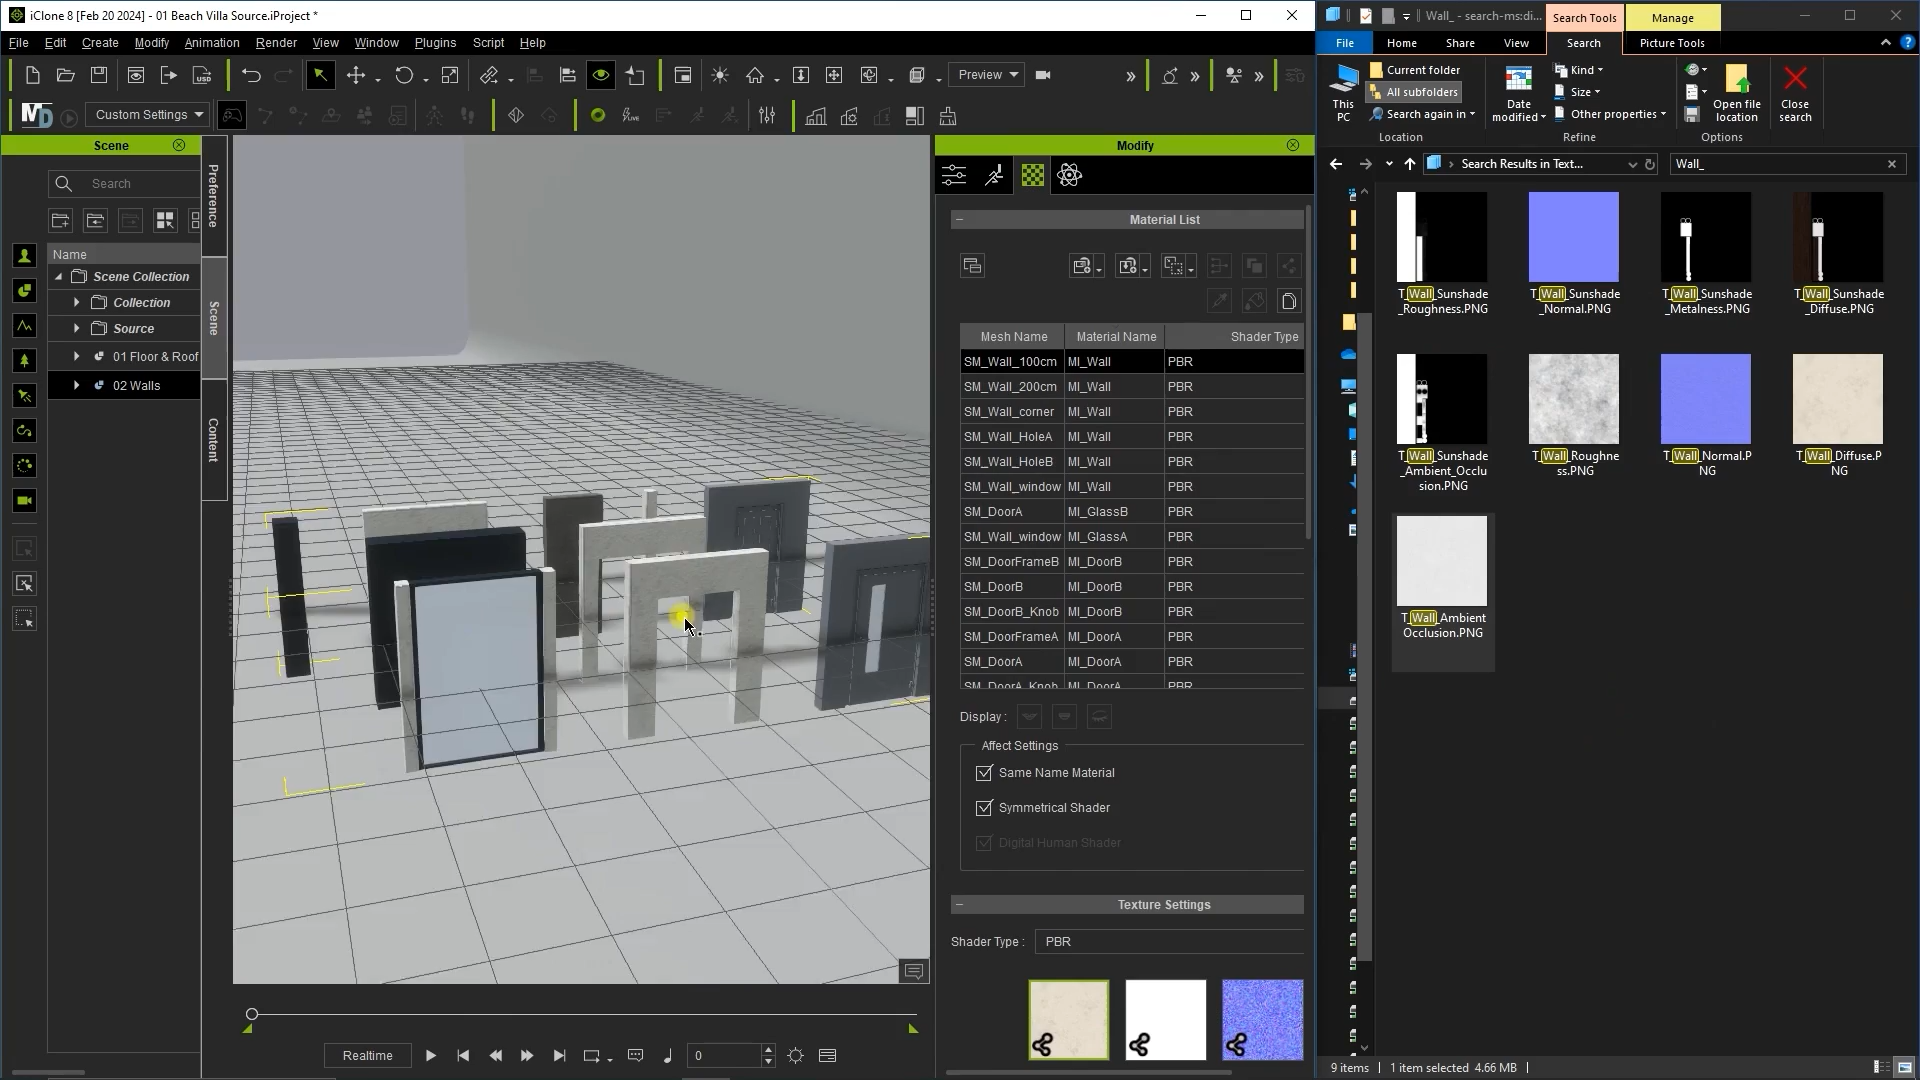 iClone 8 [Feb 20 2024] - 01 Beach Villa Source.iProject *
File Edit Create Modify Animation Render View Window Plugins Script Help
Preview
Custom Settings
Scene
Search
Name
Scene Collection
Collection
Source
01 Floor & Roof
02 Walls
Preference
Scene
Content
Realtime
0
Modify
Material List
Mesh Name Material Name Shader Type
SM_Wall_100cm MI_Wall PBR
SM_Wall_200cm MI_Wall PBR
SM_Wall_corner MI_Wall PBR
SM_Wall_HoleA MI_Wall PBR
SM_Wall_HoleB MI_Wall PBR
SM_Wall_window MI_Wall PBR
SM_DoorA MI_GlassB PBR
SM_Wall_window MI_GlassA PBR
SM_DoorFrameB MI_DoorB PBR
SM_DoorB MI_DoorB PBR
SM_DoorB_Knob MI_DoorB PBR
SM_DoorFrameA MI_DoorA PBR
SM_DoorA MI_DoorA PBR
SM_DoorA_Knob MI_DoorA PBR
Display :
Affect Settings
Same Name Material
Symmetrical Shader
Digital Human Shader
Texture Settings
Shader Type : PBR
Wall_ - search-ms:di...
Search Tools
Manage
File Home Share View Search Picture Tools
This
PC
Current folder
All subfolders
Search again in
Location
Date
modified
Kind
Size
Other properties
Refine
Open file
location
Close
search
Options
Search Results in Text...
Wall_
T_Wall_Sunshade
_Roughness.PNG
T_Wall_Sunshade
_Normal.PNG
T_Wall_Sunshade
_Metalness.PNG
T_Wall_Sunshade
_Diffuse.PNG
T_Wall_Sunshade
_Ambient_Occlu
sion.PNG
T_Wall_Roughne
ss.PNG
T_Wall_Normal.P
NG
T_Wall_Diffuse.P
NG
T_Wall_Ambient
Occlusion.PNG
9 items 1 item selected 4.66 MB